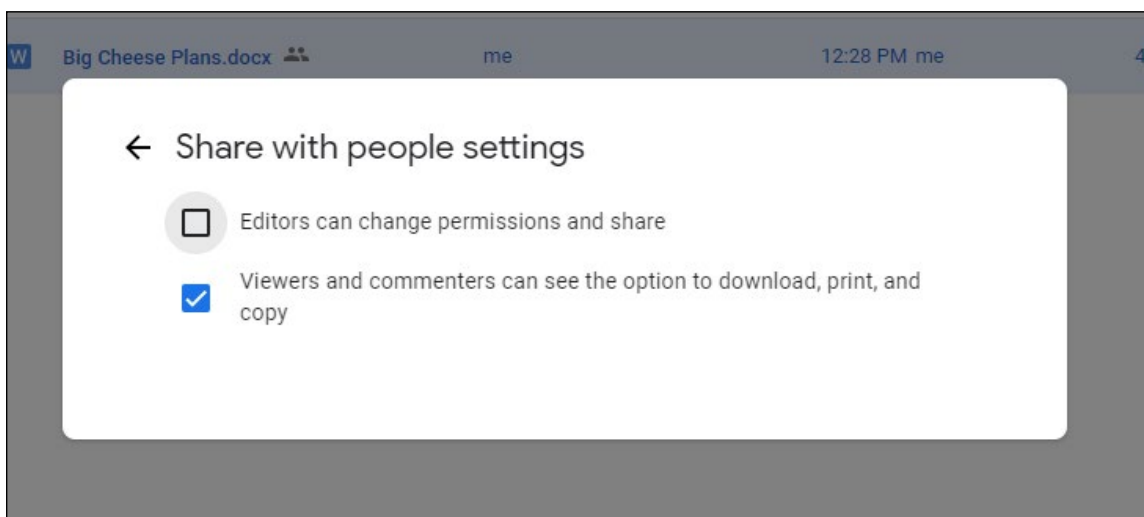 W Big Cheese Plans.docx me 12:28 PM me 4
Share with people settings
Editors can change permissions and share
Viewers and commenters can see the option to download, print, and
copy